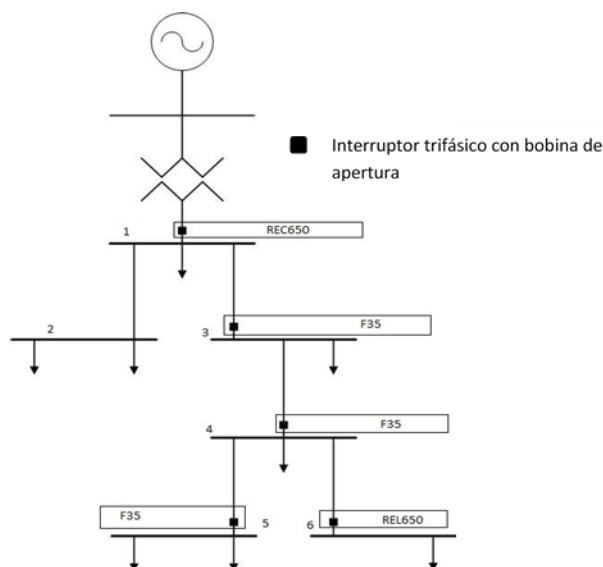 Interruptor trifásico con bobina de
apertura
REC650
1
F35
2
3
F35
4
F35
5
6
REL650